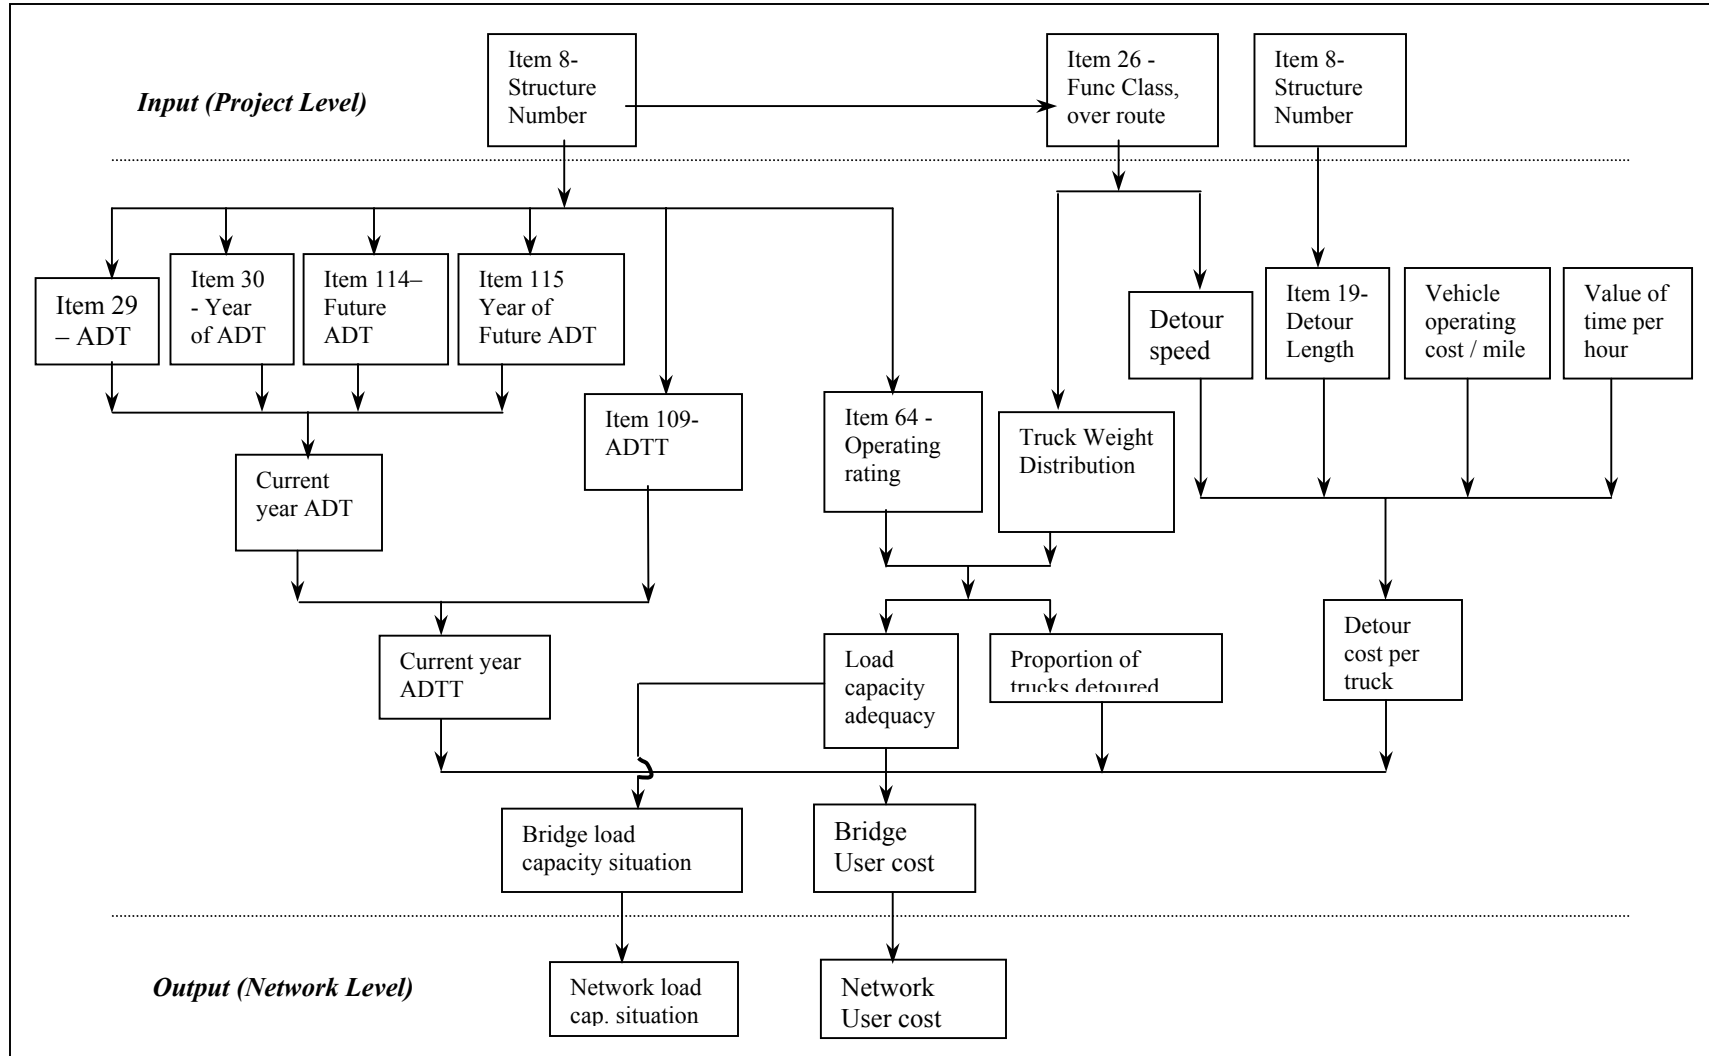 Input (Project Level)
Item 8-
Structure
Number
Item 26 -
Func Class,
over route
Item 8-
Structure
Number
Item 29
– ADT
Item 30
- Year
of ADT
Item 114–
Future
ADT
Item 115
Year of
Future ADT
Detour
speed
Item 19-
Detour
Length
Vehicle
operating
cost / mile
Value of
time per
hour
Item 109-
ADTT
Item 64 -
Operating
rating
Truck Weight
Distribution
Current
year ADT
Current year
ADTT
Load
capacity
adequacy
Proportion of
trucks detoured
Detour
cost per
truck
Bridge load
capacity situation
Bridge
User cost
Output (Network Level)
Network load
cap. situation
Network
User cost